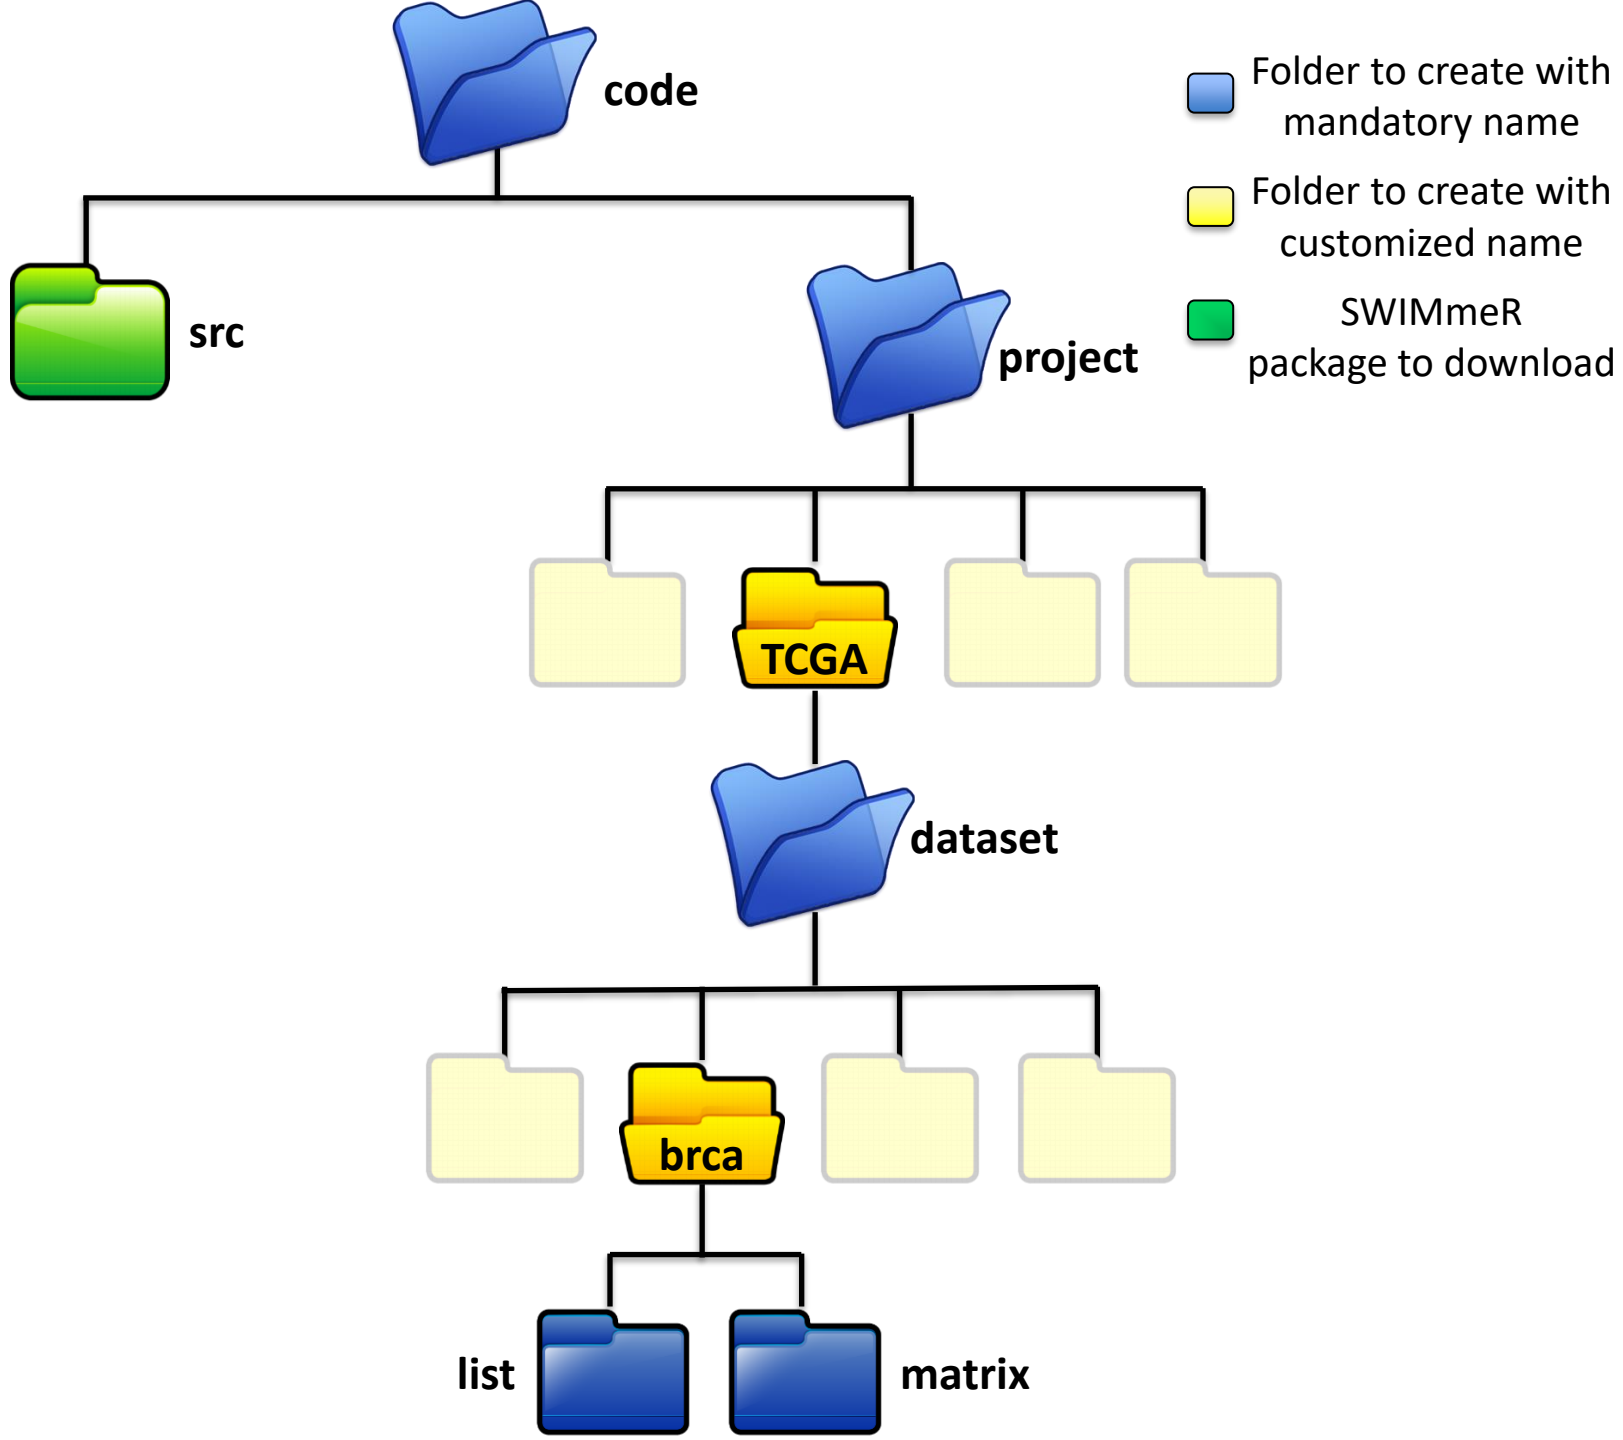 code
Folder to create with
mandatory name
Folder to create with
customized name
SWIMmeR
package to download
src
project
TCGA
dataset
brca
list
matrix